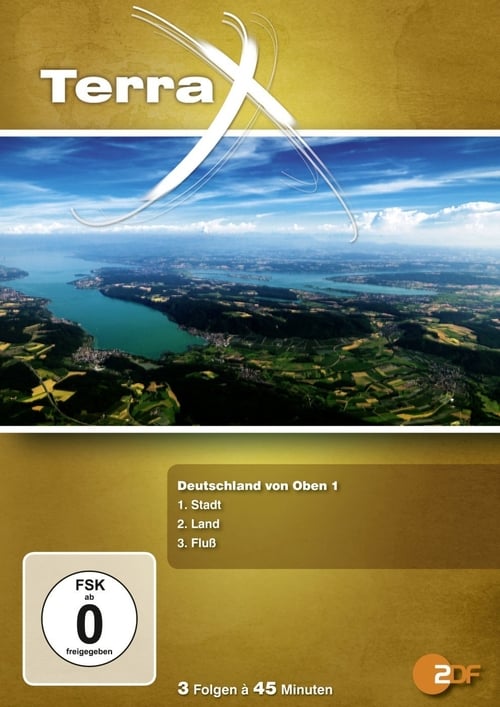 Terra X
Deutschland von Oben 1
1. Stadt
2. Land
3. Fluß
FSK
ab
0
freigegeben
3 Folgen à 45 Minuten
2DF